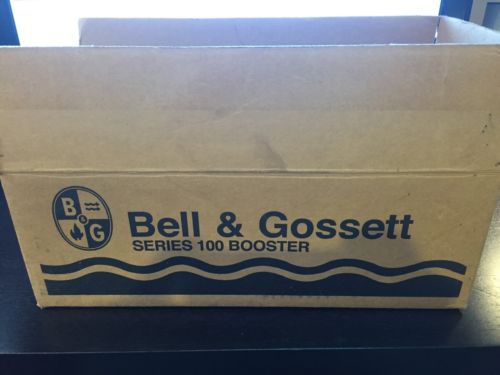 B & G
Bell & Gossett
SERIES 100 BOOSTER